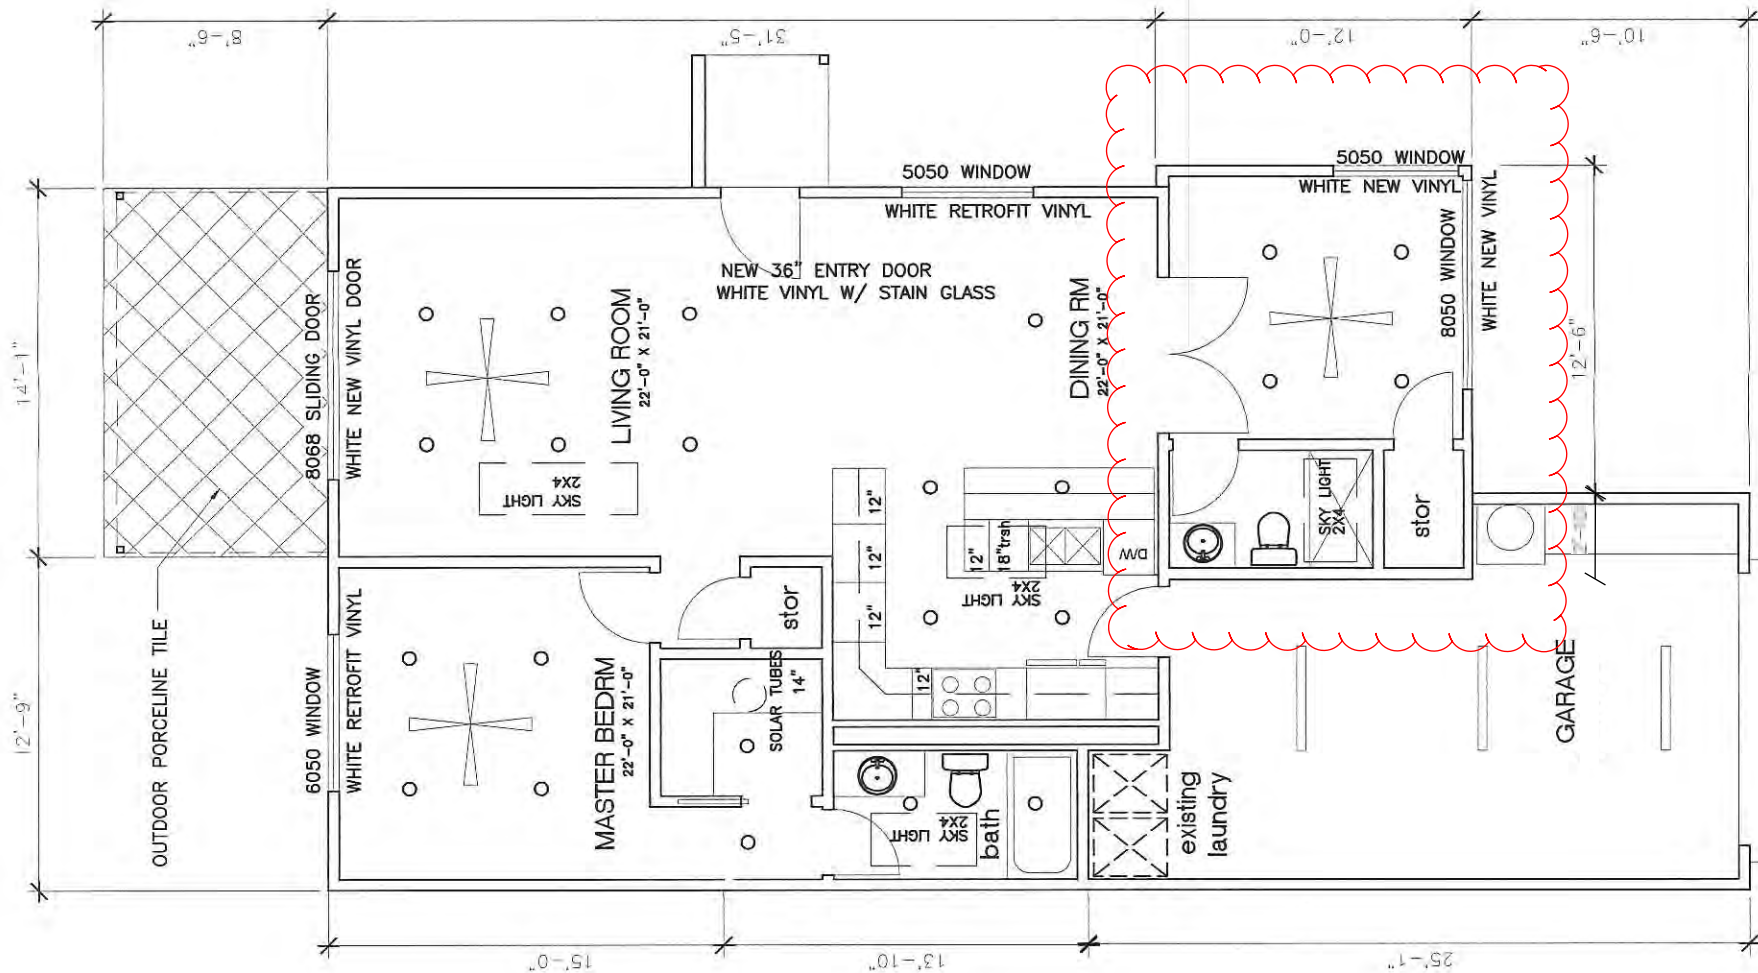 8'-6"
31'-5"
12'-0"
10'-6"
5050 WINDOW
WHITE RETROFIT VINYL
5050 WINDOW
WHITE NEW VINYL
8050 WINDOW
WHITE NEW VINYL
12'-6"
14'-1"
12'-9"
8068 SLIDING DOOR
WHITE NEW VINYL DOOR
NEW 36" ENTRY DOOR
WHITE VINYL W/ STAIN GLASS
LIVING ROOM
22'-0" X 21'-0"
DINING RM
22'-0" X 21'-0"
SKY LIGHT
2X4
12"
12"
12"
12"
12"
18"trsh
D/W
SKY LIGHT
2X4
SKY LIGHT
2X4
stor
stor
OUTDOOR PORCELINE TILE
6050 WINDOW
WHITE RETROFIT VINYL
MASTER BEDRM
22'-0" X 21'-0"
SOLAR TUBES
14"
SKY LIGHT
2X4
bath
existing
laundry
GARAGE
15'-0"
13'-10"
25'-1"